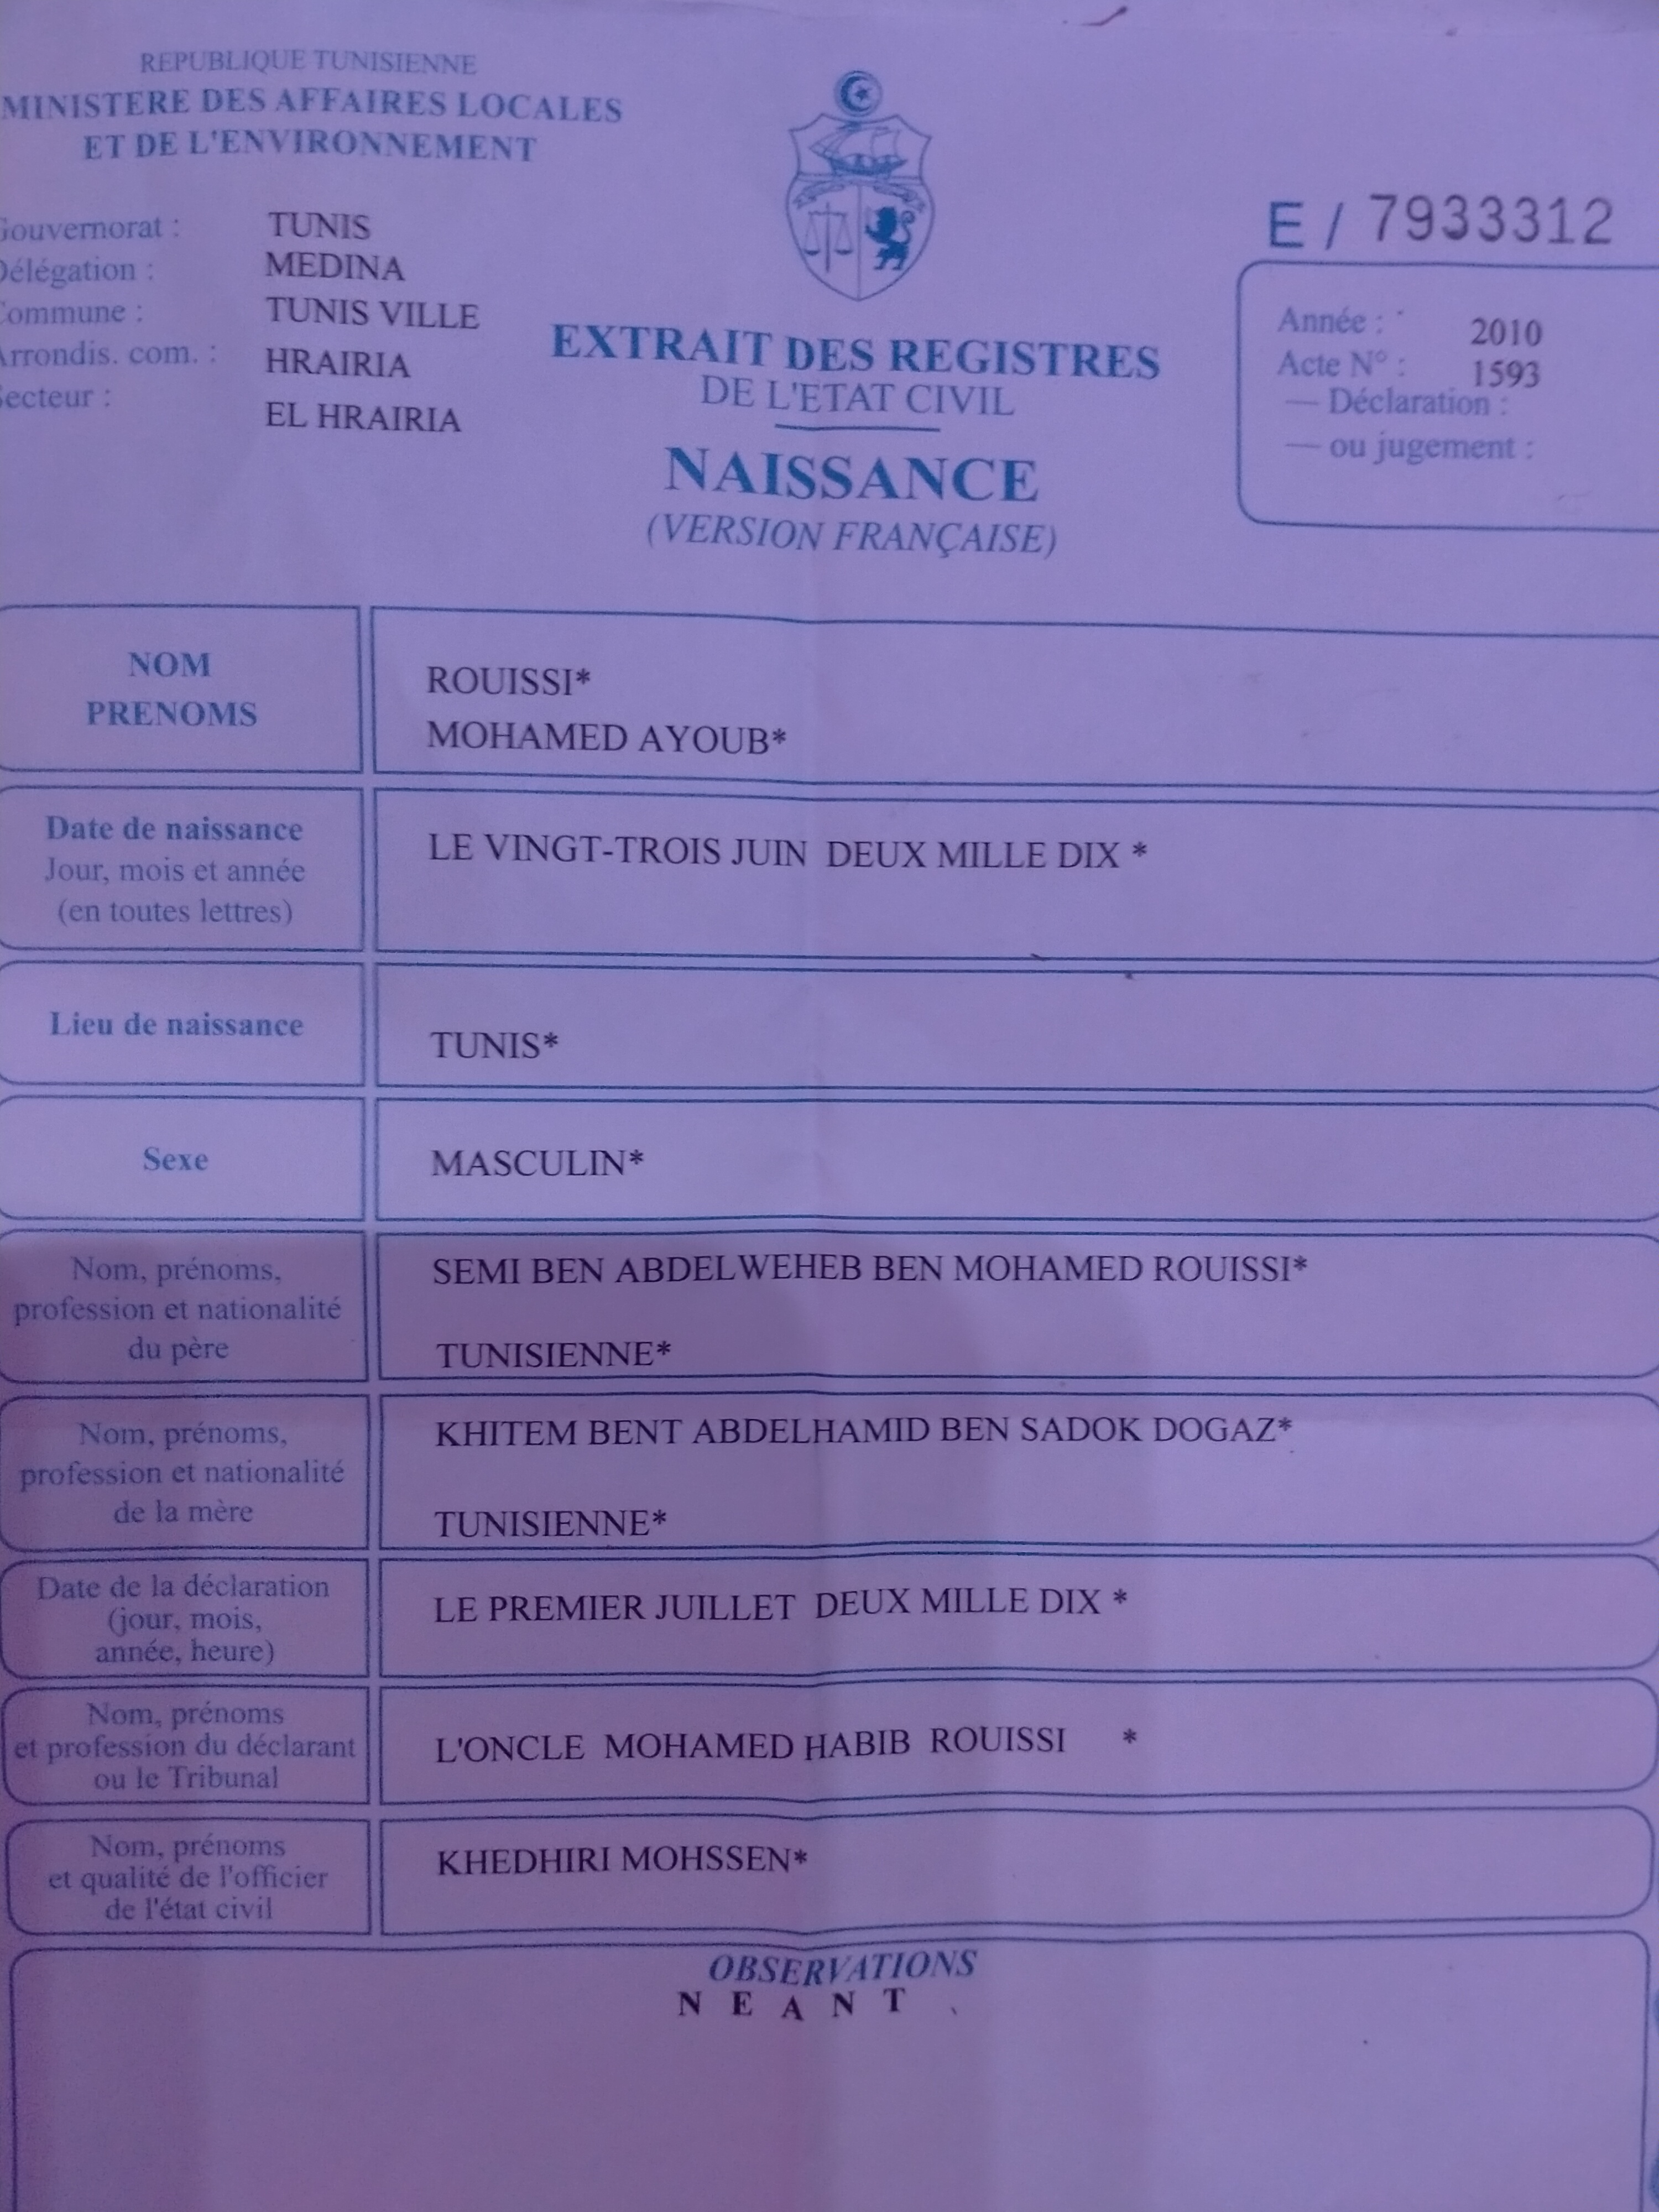 REPUBLIQUE TUNISIENNE
MINISTERE DES AFFAIRES LOCALES
ET DE L'ENVIRONNEMENT
Gouvernorat : TUNIS
Délégation : MEDINA
Commune : TUNIS VILLE
Arrondis. com. : HRAIRIA
Secteur : EL HRAIRIA
E / 7933312
Année : 2010
Acte N° : 1593
— Déclaration :
— ou jugement :
EXTRAIT DES REGISTRES
DE L'ETAT CIVIL
NAISSANCE
(VERSION FRANÇAISE)
NOM
PRENOMS
ROUISSI*
MOHAMED AYOUB*
Date de naissance
Jour, mois et année
(en toutes lettres)
LE VINGT-TROIS JUIN DEUX MILLE DIX *
Lieu de naissance
TUNIS*
Sexe
MASCULIN*
Nom, prénoms,
profession et nationalité
du père
SEMI BEN ABDELWEHEB BEN MOHAMED ROUISSI*
TUNISIENNE*
Nom, prénoms,
profession et nationalité
de la mère
KHITEM BENT ABDELHAMID BEN SADOK DOGAZ*
TUNISIENNE*
Date de la déclaration
(jour, mois,
année, heure)
LE PREMIER JUILLET DEUX MILLE DIX *
Nom, prénoms
et profession du déclarant
ou le Tribunal
L'ONCLE MOHAMED HABIB ROUISSI *
Nom, prénoms
et qualité de l'officier
de l'état civil
KHEDHIRI MOHSSEN*
OBSERVATIONS
N E A N T